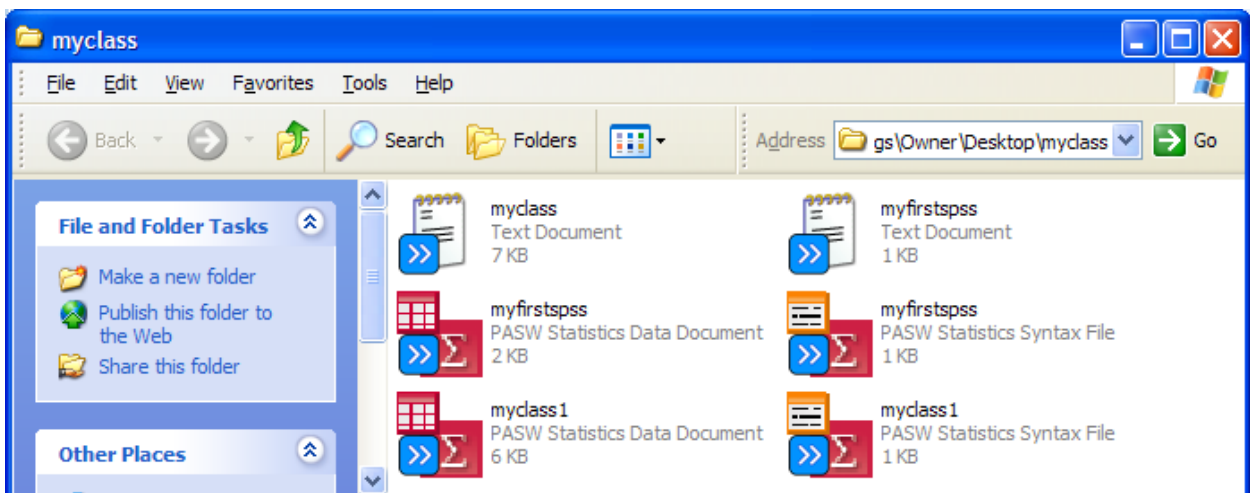 myclass
File Edit View Favorites Tools Help
Back Search Folders Address gs\Owner\Desktop\myclass Go
File and Folder Tasks
Make a new folder
Publish this folder to
the Web
Share this folder
Other Places
myclass
Text Document
7 KB
myfirstspss
Text Document
1 KB
myfirstspss
PASW Statistics Data Document
2 KB
myfirstspss
PASW Statistics Syntax File
1 KB
myclass1
PASW Statistics Data Document
6 KB
myclass1
PASW Statistics Syntax File
1 KB